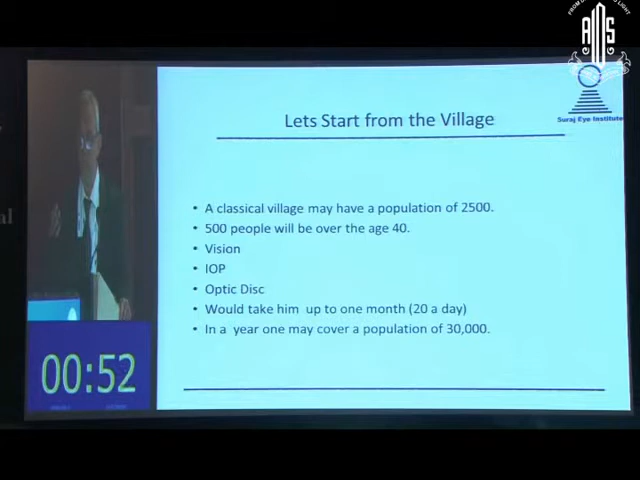 AIOS
Suraj Eye Institute
Lets Start from the Village
• A classical village may have a population of 2500.
• 500 people will be over the age 40.
• Vision
• IOP
• Optic Disc
• Would take him up to one month (20 a day)
• In a year one may cover a population of 30,000.
00:52